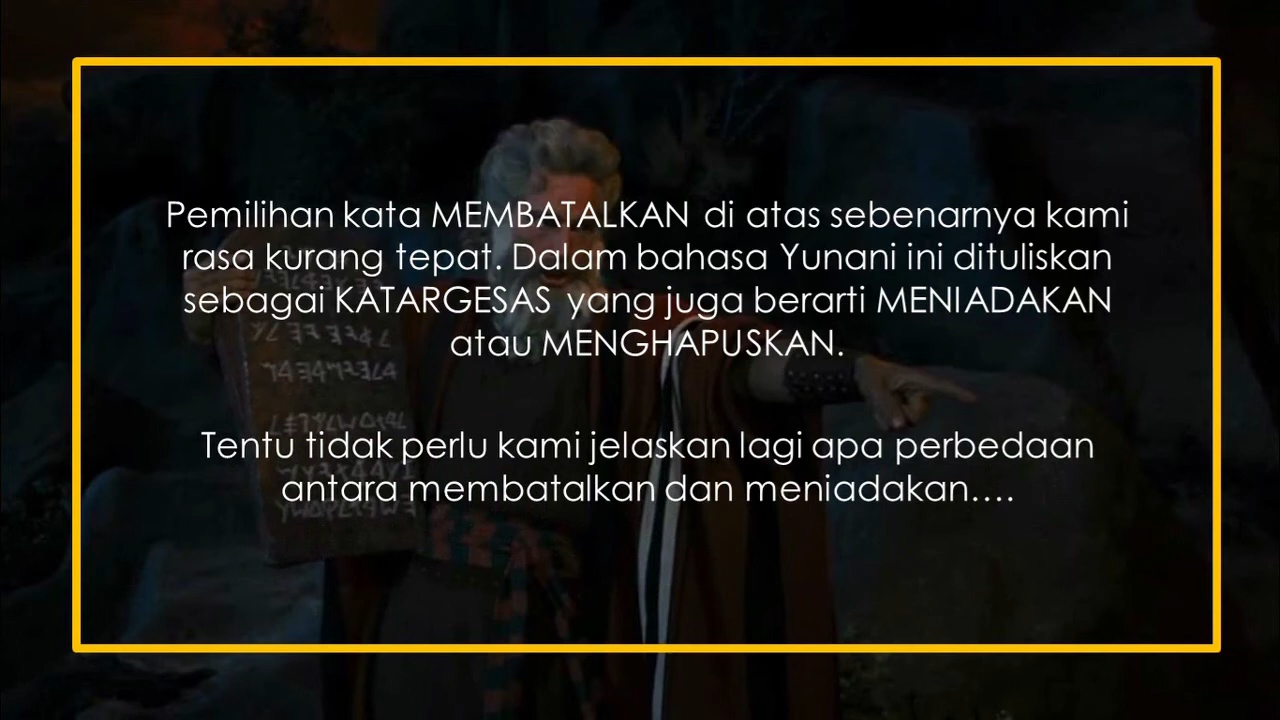 Pemilihan kata MEMBATALKAN di atas sebenarnya kami
rasa kurang tepat. Dalam bahasa Yunani ini dituliskan
sebagai KATARGESAS yang juga berarti MENIADAKAN
atau MENGHAPUSKAN.
Tentu tidak perlu kami jelaskan lagi apa perbedaan
antara membatalkan dan meniadakan....